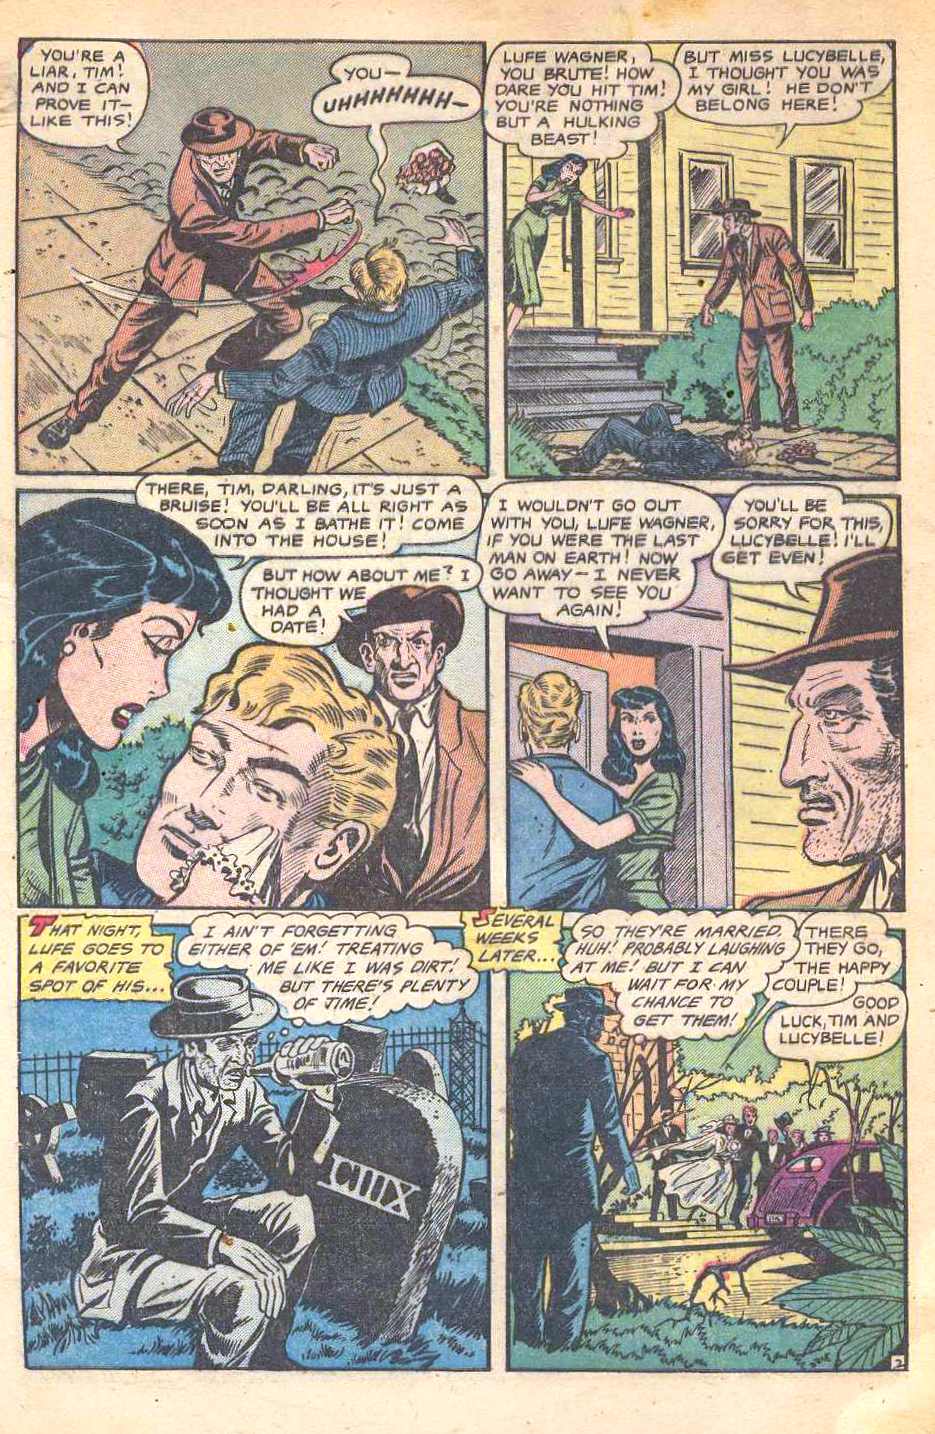 YOU'RE A
LIAR, TIM!
AND I CAN
PROVE IT—
LIKE THIS!
YOU—
UHHHHHHH—
LUFE WAGNER,
YOU BRUTE! HOW
DARE YOU HIT TIM!
YOU'RE NOTHING
BUT A HULKING
BEAST!
BUT MISS LUCYBELLE,
I THOUGHT YOU WAS
MY GIRL! HE DON'T
BELONG HERE!
THERE, TIM, DARLING, IT'S JUST A
BRUISE! YOU'LL BE ALL RIGHT AS
SOON AS I BATHE IT! COME
INTO THE HOUSE!
BUT HOW ABOUT ME? I
THOUGHT WE
HAD A
DATE!
I WOULDN'T GO OUT
WITH YOU, LUFE WAGNER,
IF YOU WERE THE LAST
MAN ON EARTH! NOW
GO AWAY—I NEVER
WANT TO SEE YOU
AGAIN!
YOU'LL BE
SORRY FOR THIS,
LUCYBELLE! I'LL
GET EVEN!
THAT NIGHT,
LUFE GOES TO
A FAVORITE
SPOT OF HIS...
I AIN'T FORGETTING
EITHER OF 'EM! TREATING
ME LIKE I WAS DIRT!
BUT THERE'S PLENTY
OF TIME!
CIIIX
SEVERAL
WEEKS
LATER...
SO THEY'RE MARRIED,
HUH! PROBABLY LAUGHING
AT ME! BUT I CAN
WAIT FOR MY
CHANCE TO
GET THEM!
THERE
THEY GO,
THE HAPPY
COUPLE!
GOOD
LUCK, TIM AND
LUCYBELLE!
2